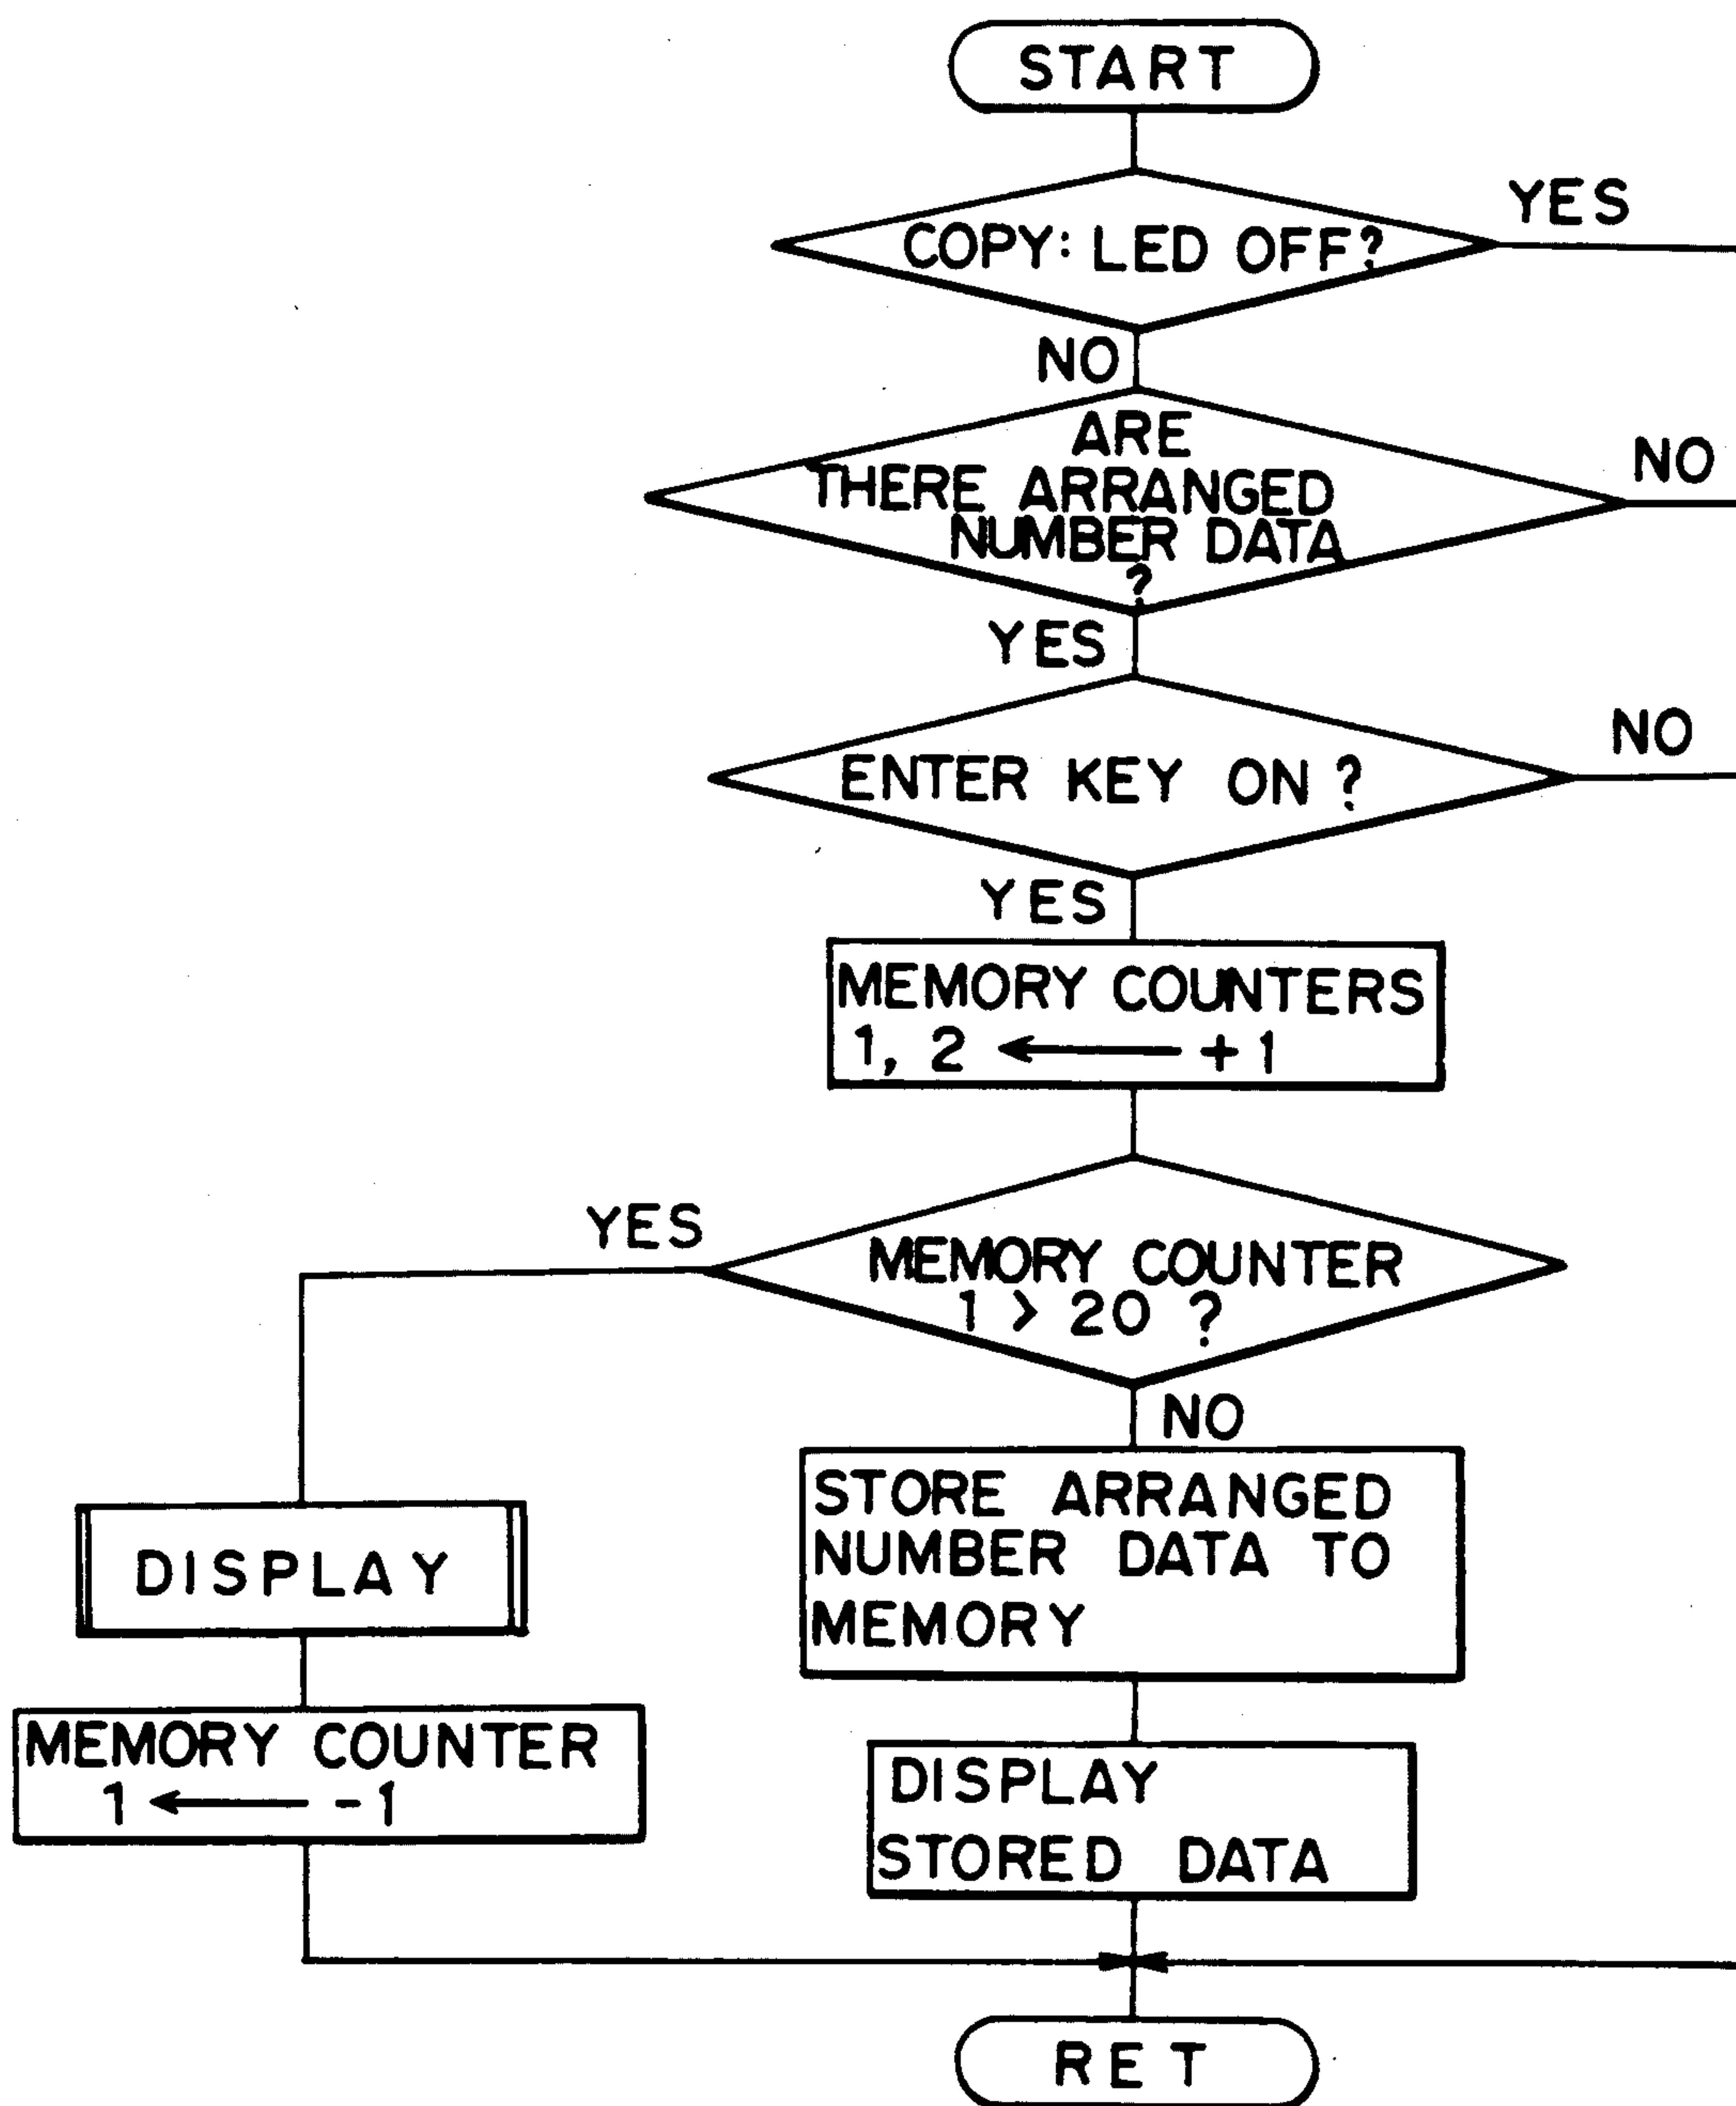 START
COPY: LED OFF?
YES
NO
ARE
THERE ARRANGED
NUMBER DATA
?
NO
YES
ENTER KEY ON ?
NO
YES
MEMORY COUNTERS
1, 2 ← +1
YES
MEMORY COUNTER
1 > 20 ?
NO
STORE ARRANGED
NUMBER DATA TO
MEMORY
DISPLAY
MEMORY COUNTER
1 ← -1
DISPLAY
STORED DATA
RET